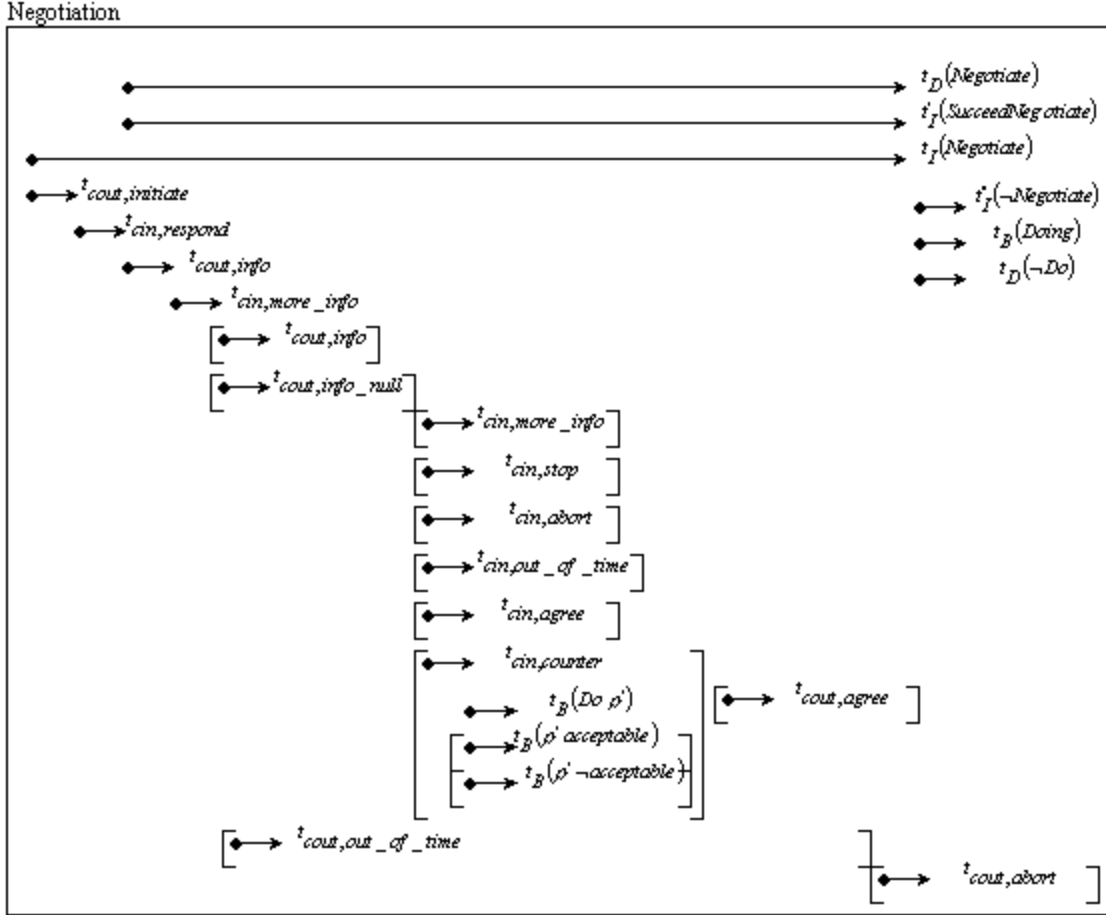 Negotiation
t_D(Negotiate)
t'_I(SucceedNegotiate)
t_I(Negotiate)
t_cout,initiate
t'_I(¬Negotiate)
t_cin,respond
t_B(Doing)
t_cout,info
t_D(¬Do)
t_cin,more_info
t_cout,info
t_cout,info_null
t_cin,more_info
t_cin,stop
t_cin,abort
t_cin,out_of_time
t_cin,agree
t_cin,counter
t_B(Do ρ')
t_cout,agree
t_B(ρ' acceptable)
t_B(ρ' ¬acceptable)
t_cout,out_of_time
t_cout,abort